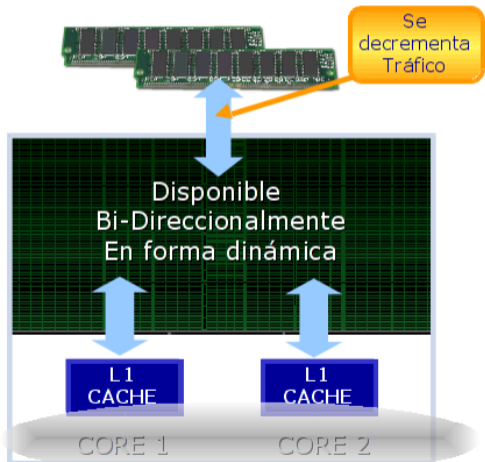 Se
decrementa
Tráfico
Disponible
Bi-Direccionalmente
En forma dinámica
L1
CACHE
L1
CACHE
CORE 1
CORE 2